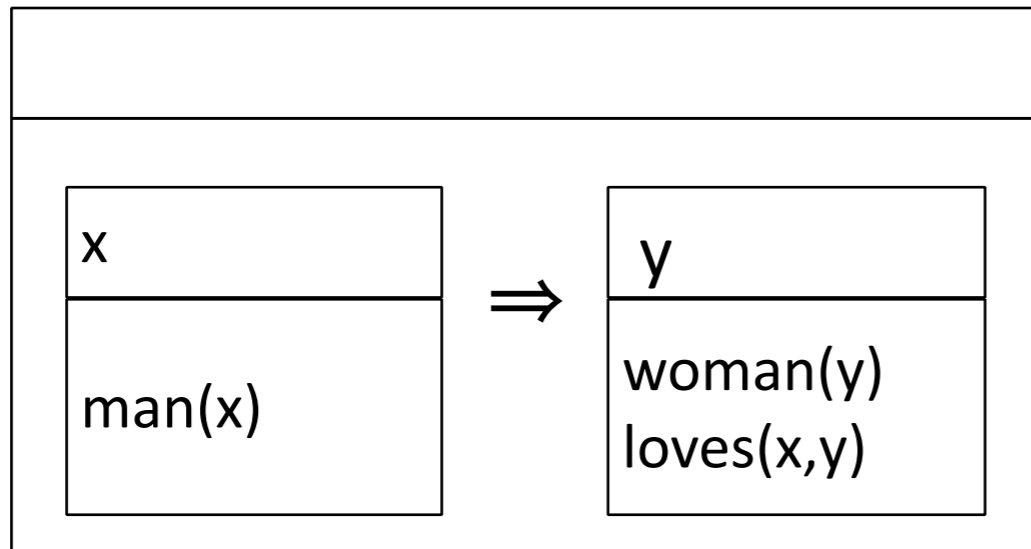 x
y
⇒
man(x)
woman(y)
loves(x,y)